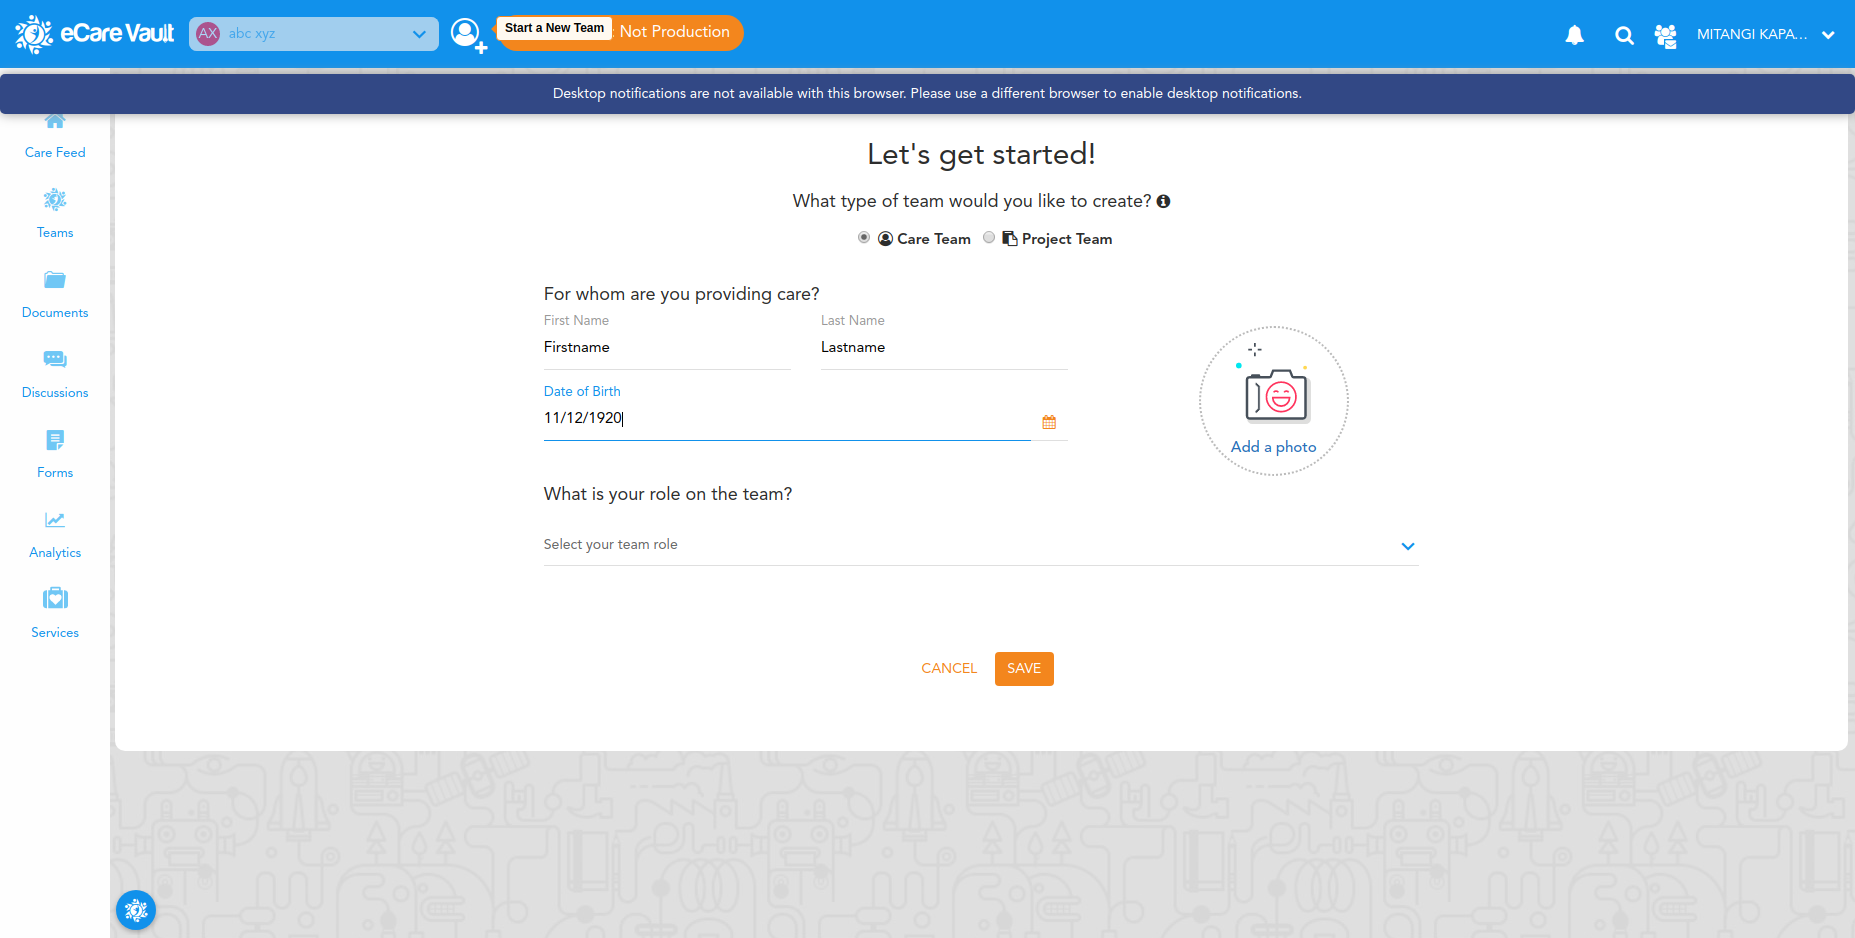 eCare Vault
AX abc xyz
Start a New Team
: Not Production
MITANGI KAPA...
Desktop notifications are not available with this browser. Please use a different browser to enable desktop notifications.
Care Feed
Teams
Documents
Discussions
Forms
Analytics
Services
Let's get started!
What type of team would you like to create?
Care Team Project Team
For whom are you providing care?
First Name Last Name
Firstname Lastname
Date of Birth
11/12/1920
Add a photo
What is your role on the team?
Select your team role
CANCEL SAVE